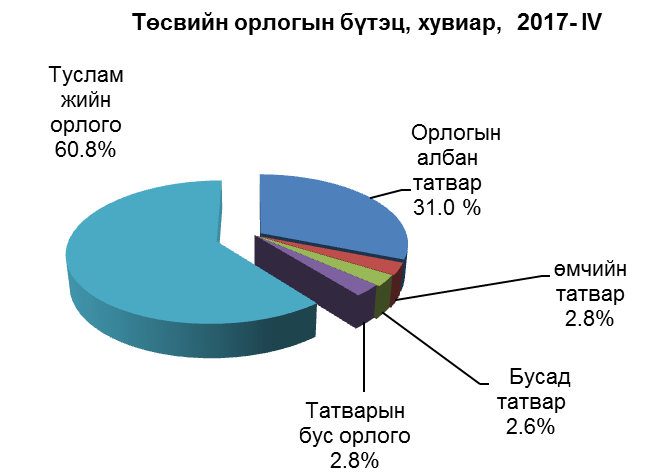 Төсвийн орлогын бүтэц, хувиар, 2017- IV
Туслам
жийн
орлого
60.8%
Орлогын
албан
татвар
31.0 %
өмчийн
татвар
2.8%
Бусад
татвар
2.6%
Татварын
бус орлого
2.8%